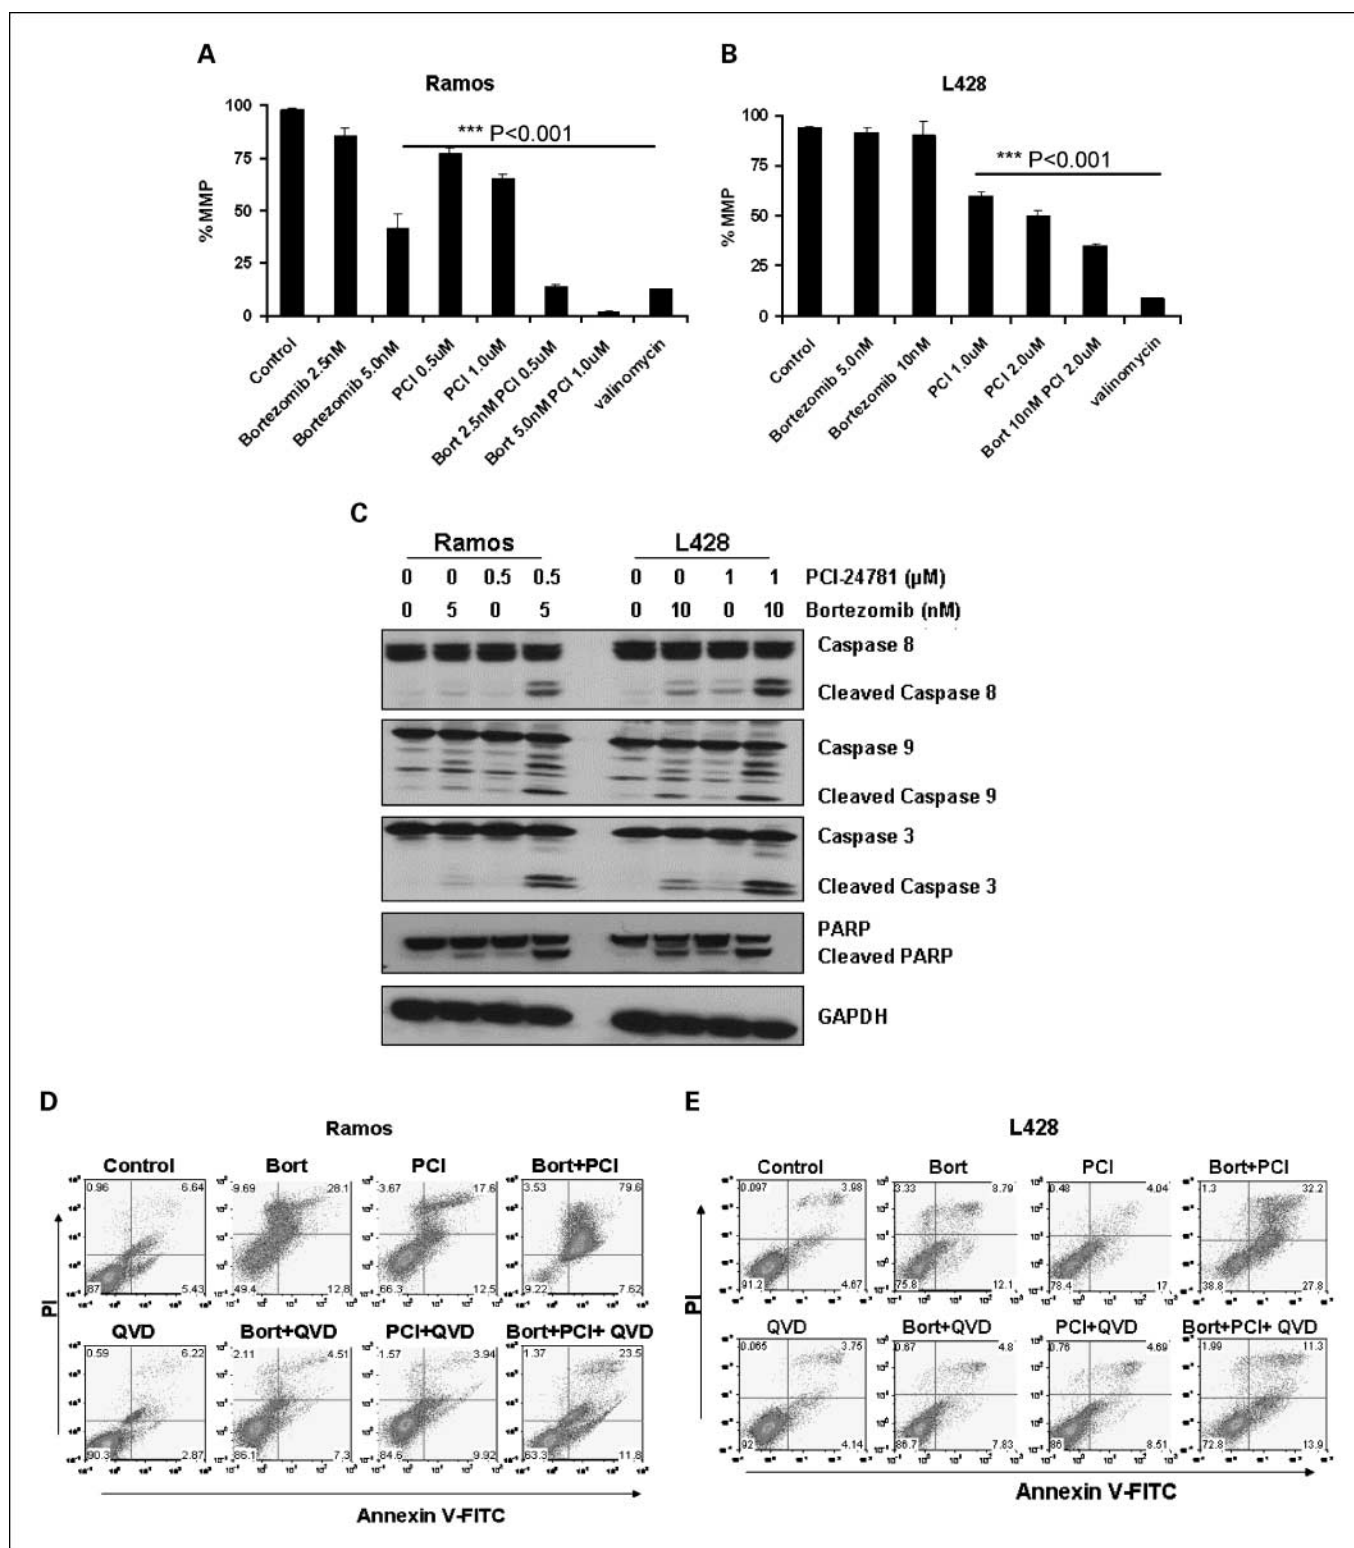 A
Ramos
100
75
50
25
0
% MMP
*** P<0.001
Control
Bortezomib 2.5nM
Bortezomib 5.0nM
PCI 0.5uM
PCI 1.0uM
Bort 2.5nM PCI 0.5uM
Bort 5.0nM PCI 1.0uM
valinomycin
B
L428
100
75
50
25
0
% MMP
*** P<0.001
Control
Bortezomib 5.0nM
Bortezomib 10nM
PCI 1.0uM
PCI 2.0uM
Bort 10nM PCI 2.0uM
valinomycin
C
Ramos L428
0 0 0.5 0.5 0 0 1 1 PCI-24781 (µM)
0 5 0 5 0 10 0 10 Bortezomib (nM)
Caspase 8
Cleaved Caspase 8
Caspase 9
Cleaved Caspase 9
Caspase 3
Cleaved Caspase 3
PARP
Cleaved PARP
GAPDH
D
Ramos
Control Bort PCI Bort+PCI
0.96 6.64 9.69 26.1 3.67 17.6 3.53 79.6
87 5.43 49.4 12.8 66.3 12.5 9.22 7.62
QVD Bort+QVD PCI+QVD Bort+PCI+ QVD
0.59 6.22 2.11 4.51 1.57 3.94 1.37 23.5
90.3 2.87 86.1 7.3 84.6 9.92 63.3 11.8
PI
Annexin V-FITC
E
L428
Control Bort PCI Bort+PCI
0.097 3.98 3.33 8.79 0.48 4.04 1.3 32.2
91.2 4.67 75.8 12.1 78.4 17 38.8 27.8
QVD Bort+QVD PCI+QVD Bort+PCI+ QVD
0.065 3.75 0.67 4.8 0.76 4.69 1.99 11.3
92 4.14 86.7 7.83 86 8.51 72.8 13.9
PI
Annexin V-FITC